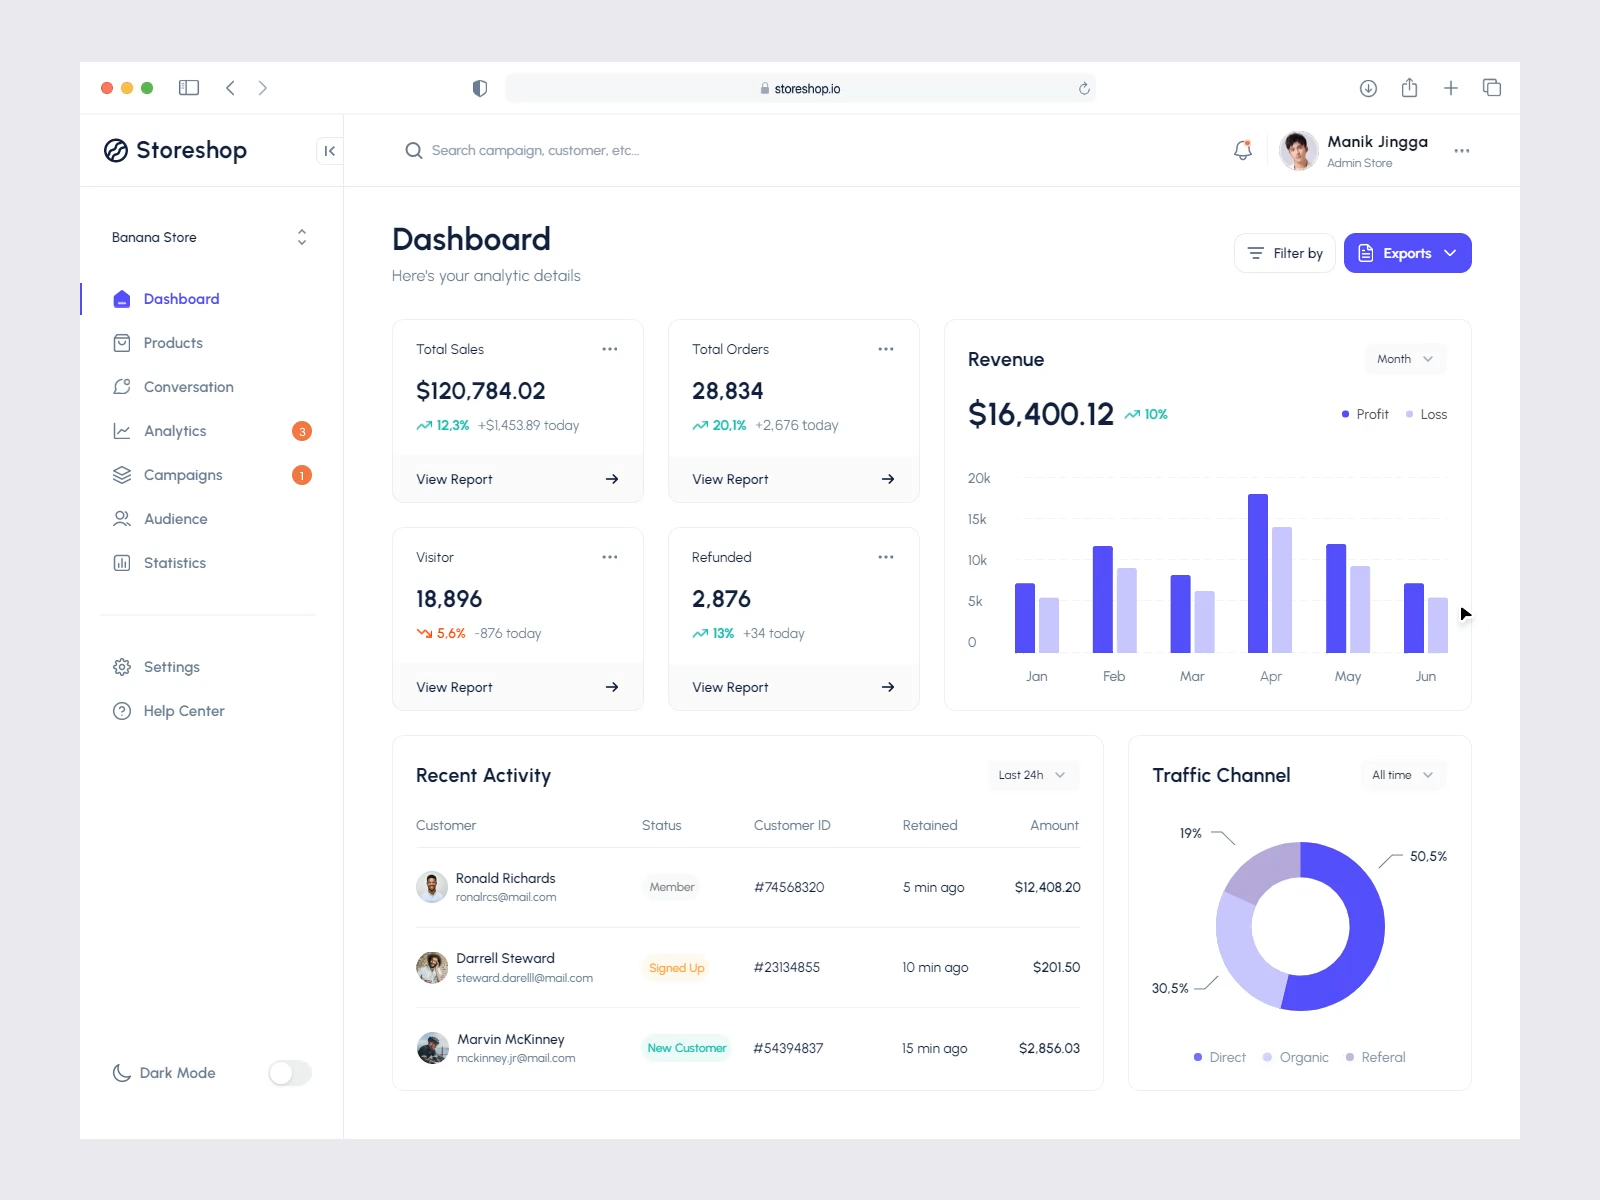 storeshop.io
Storeshop
Search campaign, customer, etc...
Manik Jingga
Admin Store
Banana Store
Dashboard
Products
Conversation
Analytics 3
Campaigns 1
Audience
Statistics
Settings
Help Center
Dark Mode
Dashboard
Here's your analytic details
Filter by
Exports
Total Sales
$120,784.02
12,3% +$1,453.89 today
View Report
Total Orders
28,834
20,1% +2,676 today
View Report
Visitor
18,896
5,6% -876 today
View Report
Refunded
2,876
13% +34 today
View Report
Revenue
Month
$16,400.12 10%
Profit Loss
20k
15k
10k
5k
0
Jan Feb Mar Apr May Jun
Recent Activity
Last 24h
Customer Status Customer ID Retained Amount
Ronald Richards
ronalrcs@mail.com
Member #74568320 5 min ago $12,408.20
Darrell Steward
steward.darelll@mail.com
Signed Up #23134855 10 min ago $201.50
Marvin McKinney
mckinney.jr@mail.com
New Customer #54394837 15 min ago $2,856.03
Traffic Channel
All time
19%
50,5%
30,5%
Direct Organic Referal